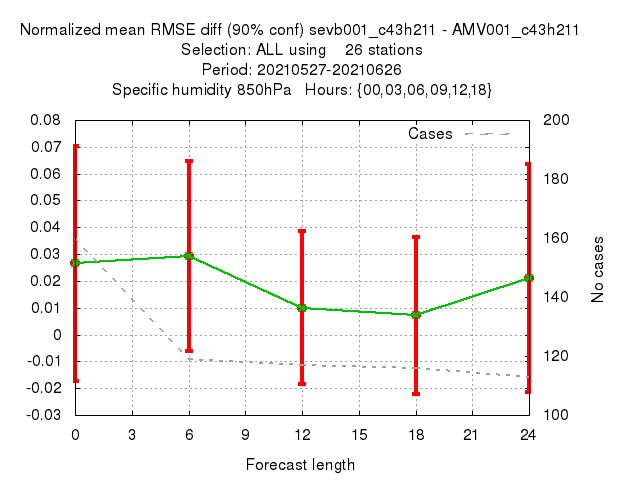 Normalized mean RMSE diff (90% conf) sevb001_c43h211 - AMV001_c43h211
Selection: ALL using    26 stations
Period: 20210527-20210626
Specific humidity 850hPa   Hours: {00,03,06,09,12,18}
Cases
0.08
0.07
0.06
0.05
0.04
0.03
0.02
0.01
0
-0.01
-0.02
-0.03
200
180
160
140
120
100
No cases
0 3 6 9 12 15 18 21 24
Forecast length